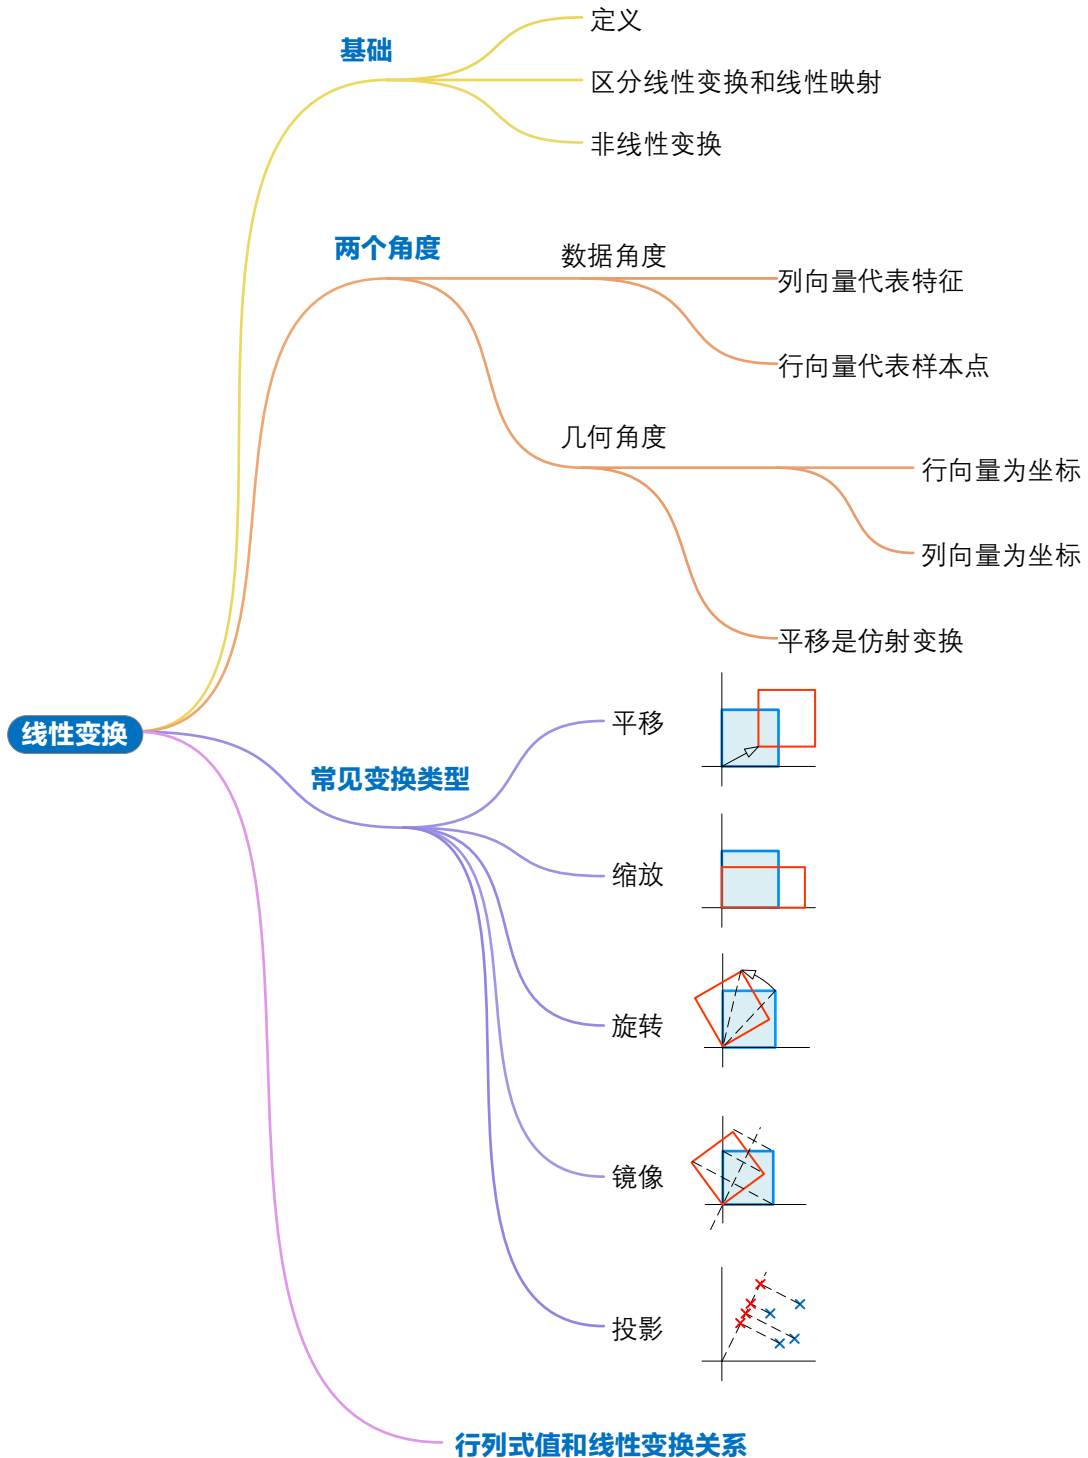 定义
基础
区分线性变换和线性映射
非线性变换
两个角度
数据角度
列向量代表特征
行向量代表样本点
几何角度
行向量为坐标
列向量为坐标
平移是仿射变换
线性变换
常见变换类型
平移
缩放
旋转
镜像
投影
行列式值和线性变换关系